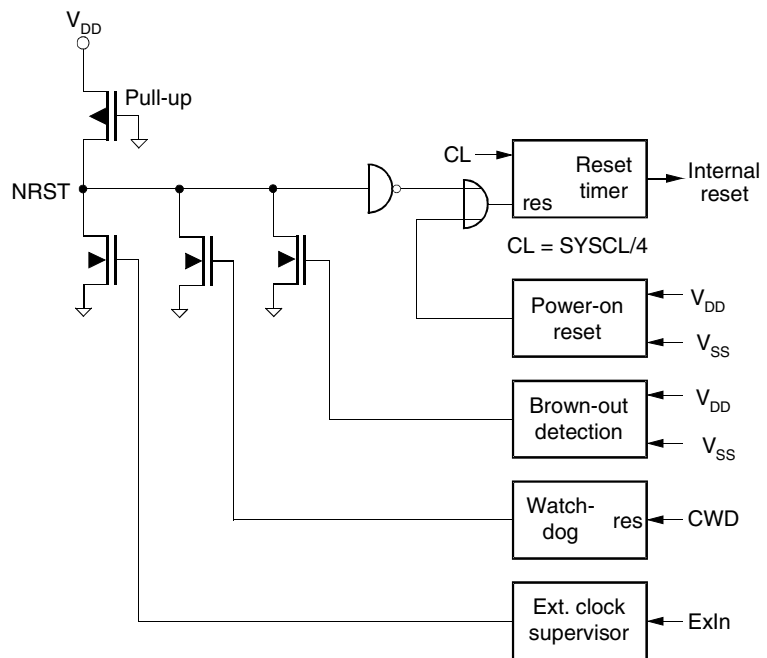 VDD
Pull-up
NRST
CL
Reset
timer
res
Internal
reset
CL = SYSCL/4
Power-on
reset
VDD
VSS
Brown-out
detection
VDD
VSS
Watch-
dog
res
CWD
Ext. clock
supervisor
ExIn